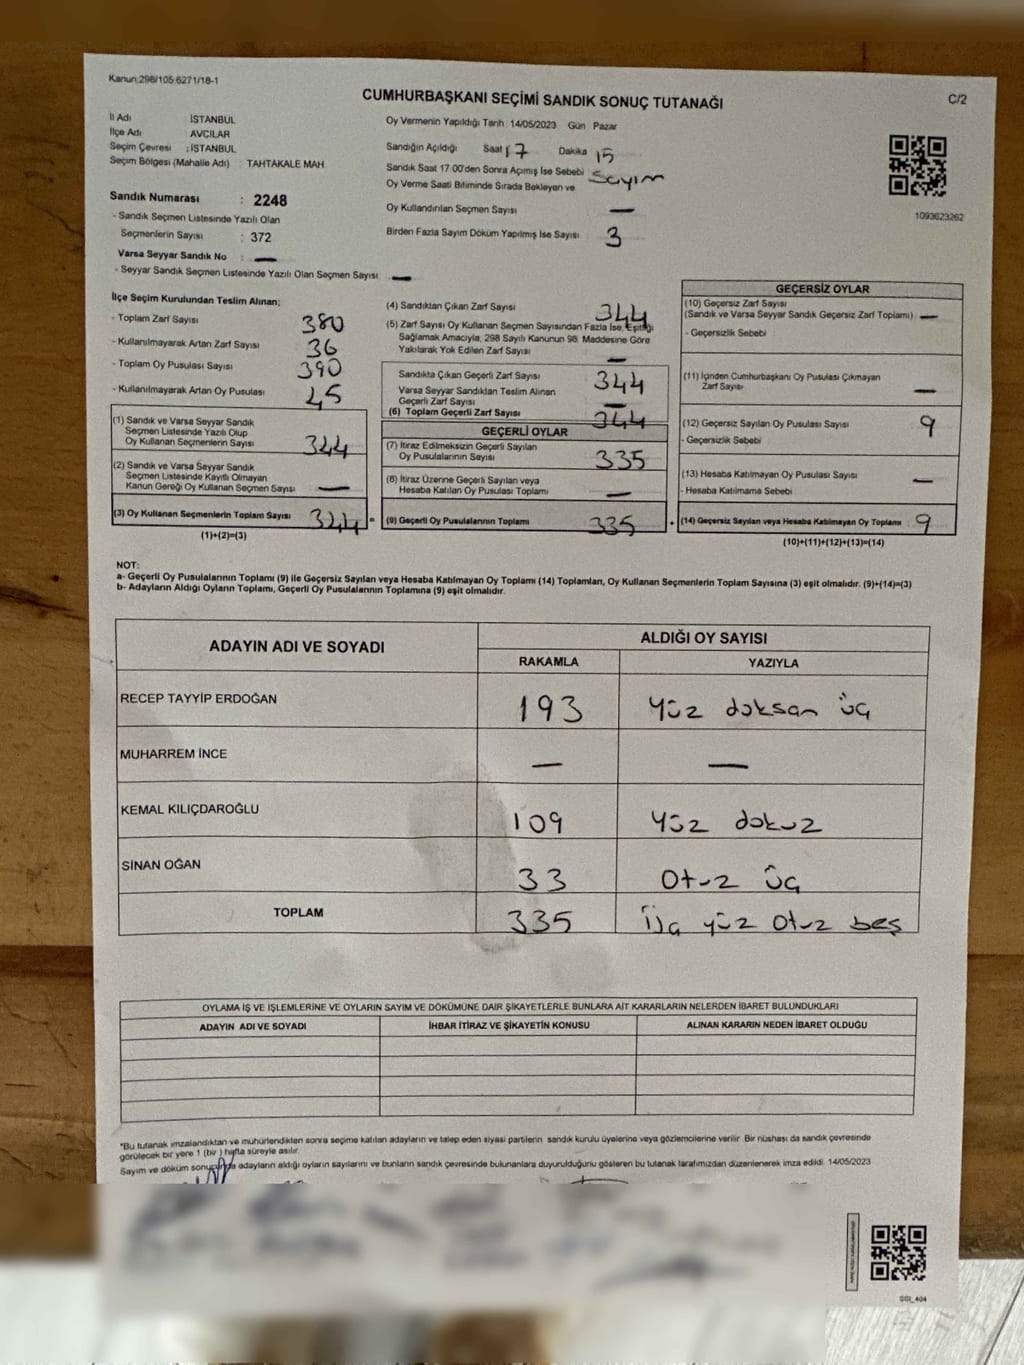 Kanun:298/105 6271/18-1
CUMHURBAŞKANI SEÇİMİ SANDIK SONUÇ TUTANAĞI
C/2
İl Adı : İSTANBUL
İlçe Adı : AVCILAR
Seçim Çevresi : İSTANBUL
Seçim Bölgesi (Mahalle Adı) : TAHTAKALE MAH.
Sandık Numarası : 2248
- Sandık Seçmen Listesinde Yazılı Olan
Seçmenlerin Sayısı : 372
Varsa Seyyar Sandık No : —
- Seyyar Sandık Seçmen Listesinde Yazılı Olan Seçmen Sayısı : —
Oy Vermenin Yapıldığı Tarih : 14/05/2023 Gün Pazar
Sandığın Açıldığı Saat 17 Dakika 15
Sandık Saat 17:00'den Sonra Açımış İse Sebebi Sayım
Oy Verme Saati Bitiminde Sırada Bekleyen ve
Oy Kullandırılan Seçmen Sayısı —
Birden Fazla Sayım Döküm Yapılmış İse Sayısı 3
1093623262
İlçe Seçim Kurulundan Teslim Alınan;
- Toplam Zarf Sayısı 380
- Kullanılmayarak Artan Zarf Sayısı 36
- Toplam Oy Pusulası Sayısı 390
- Kullanılmayarak Artan Oy Pusulası 45
(1) Sandık ve Varsa Seyyar Sandık
Seçmen Listesinde Yazılı Olup
Oy Kullanan Seçmenlerin Sayısı 344
(2) Sandık ve Varsa Seyyar Sandık
Seçmen Listesinde Kayıtlı Olmayan
Kanun Gereği Oy Kullanan Seçmen Sayısı —
(3) Oy Kullanan Seçmenlerin Toplam Sayısı 344 =
(1)+(2)=(3)
(4) Sandıktan Çıkan Zarf Sayısı 344
(5) Zarf Sayısı Oy Kullanan Seçmen Sayısından Fazla İse, Eşitliği
Sağlamak Amacıyla, 298 Sayılı Kanunun 98. Maddesine Göre
Yakılarak Yok Edilen Zarf Sayısı —
Sandıkta Çıkan Geçerli Zarf Sayısı 344
Varsa Seyyar Sandıktan Teslim Alınan
Geçerli Zarf Sayısı —
(6) Toplam Geçerli Zarf Sayısı 344
GEÇERLİ OYLAR
(7) İtiraz Edilmeksizin Geçerli Sayılan
Oy Pusulalarının Sayısı 335
(8) İtiraz Üzerine Geçerli Sayılan veya
Hesaba Katılan Oy Pusulası Toplamı —
(9) Geçerli Oy Pusulalarının Toplamı 335 +
GEÇERSİZ OYLAR
(10) Geçersiz Zarf Sayısı
(Sandık ve Varsa Seyyar Sandık Geçersiz Zarf Toplamı) —
- Geçersizlik Sebebi
(11) İçinden Cumhurbaşkanı Oy Pusulası Çıkmayan
Zarf Sayısı —
(12) Geçersiz Sayılan Oy Pusulası Sayısı 9
- Geçersizlik Sebebi
(13) Hesaba Katılmayan Oy Pusulası Sayısı —
- Hesaba Katılmama Sebebi
(14) Geçersiz Sayılan veya Hesaba Katılmayan Oy Toplamı 9
(10)+(11)+(12)+(13)=(14)
NOT:
a- Geçerli Oy Pusulalarının Toplamı (9) ile Geçersiz Sayılan veya Hesaba Katılmayan Oy Toplamı (14) Toplamları, Oy Kullanan Seçmenlerin Toplam Sayısına (3) eşit olmalıdır. (9)+(14)=(3)
b- Adayların Aldığı Oyların Toplamı, Geçerli Oy Pusulalarının Toplamına (9) eşit olmalıdır.
ADAYIN ADI VE SOYADI
ALDIĞI OY SAYISI
RAKAMLA YAZIYLA
RECEP TAYYİP ERDOĞAN 193 Yüz doksan üç
MUHARREM İNCE — —
KEMAL KILIÇDAROĞLU 109 Yüz dokuz
SİNAN OĞAN 33 Otuz üç
TOPLAM 335 Üç yüz otuz beş
OYLAMA İŞ VE İŞLEMLERİNE VE OYLARIN SAYIM VE DÖKÜMÜNE DAİR ŞİKAYETLERLE BUNLARA AİT KARARLARIN NELERDEN İBARET BULUNDUKLARI
ADAYIN ADI VE SOYADI İHBAR İTİRAZ VE ŞİKAYETİN KONUSU ALINAN KARARIN NEDEN İBARET OLDUĞU
*Bu tutanak imzalandıktan ve mühürlendikten sonra seçime katılan adayların ve talep eden siyasi partilerin sandık kurulu üyelerine veya gözlemcilerine verilir. Bir nüshası da sandık çevresinde
görülecek bir yere 1 (bir ) hafta süreyle asılır.
Sayım ve döküm sonucunda adayların aldığı oyların sayılarını ve bunların sandık çevresinde bulunanlara duyurulduğunu gösteren bu tutanak tarafımızdan düzenlenerek imza edildi. 14/05/2023